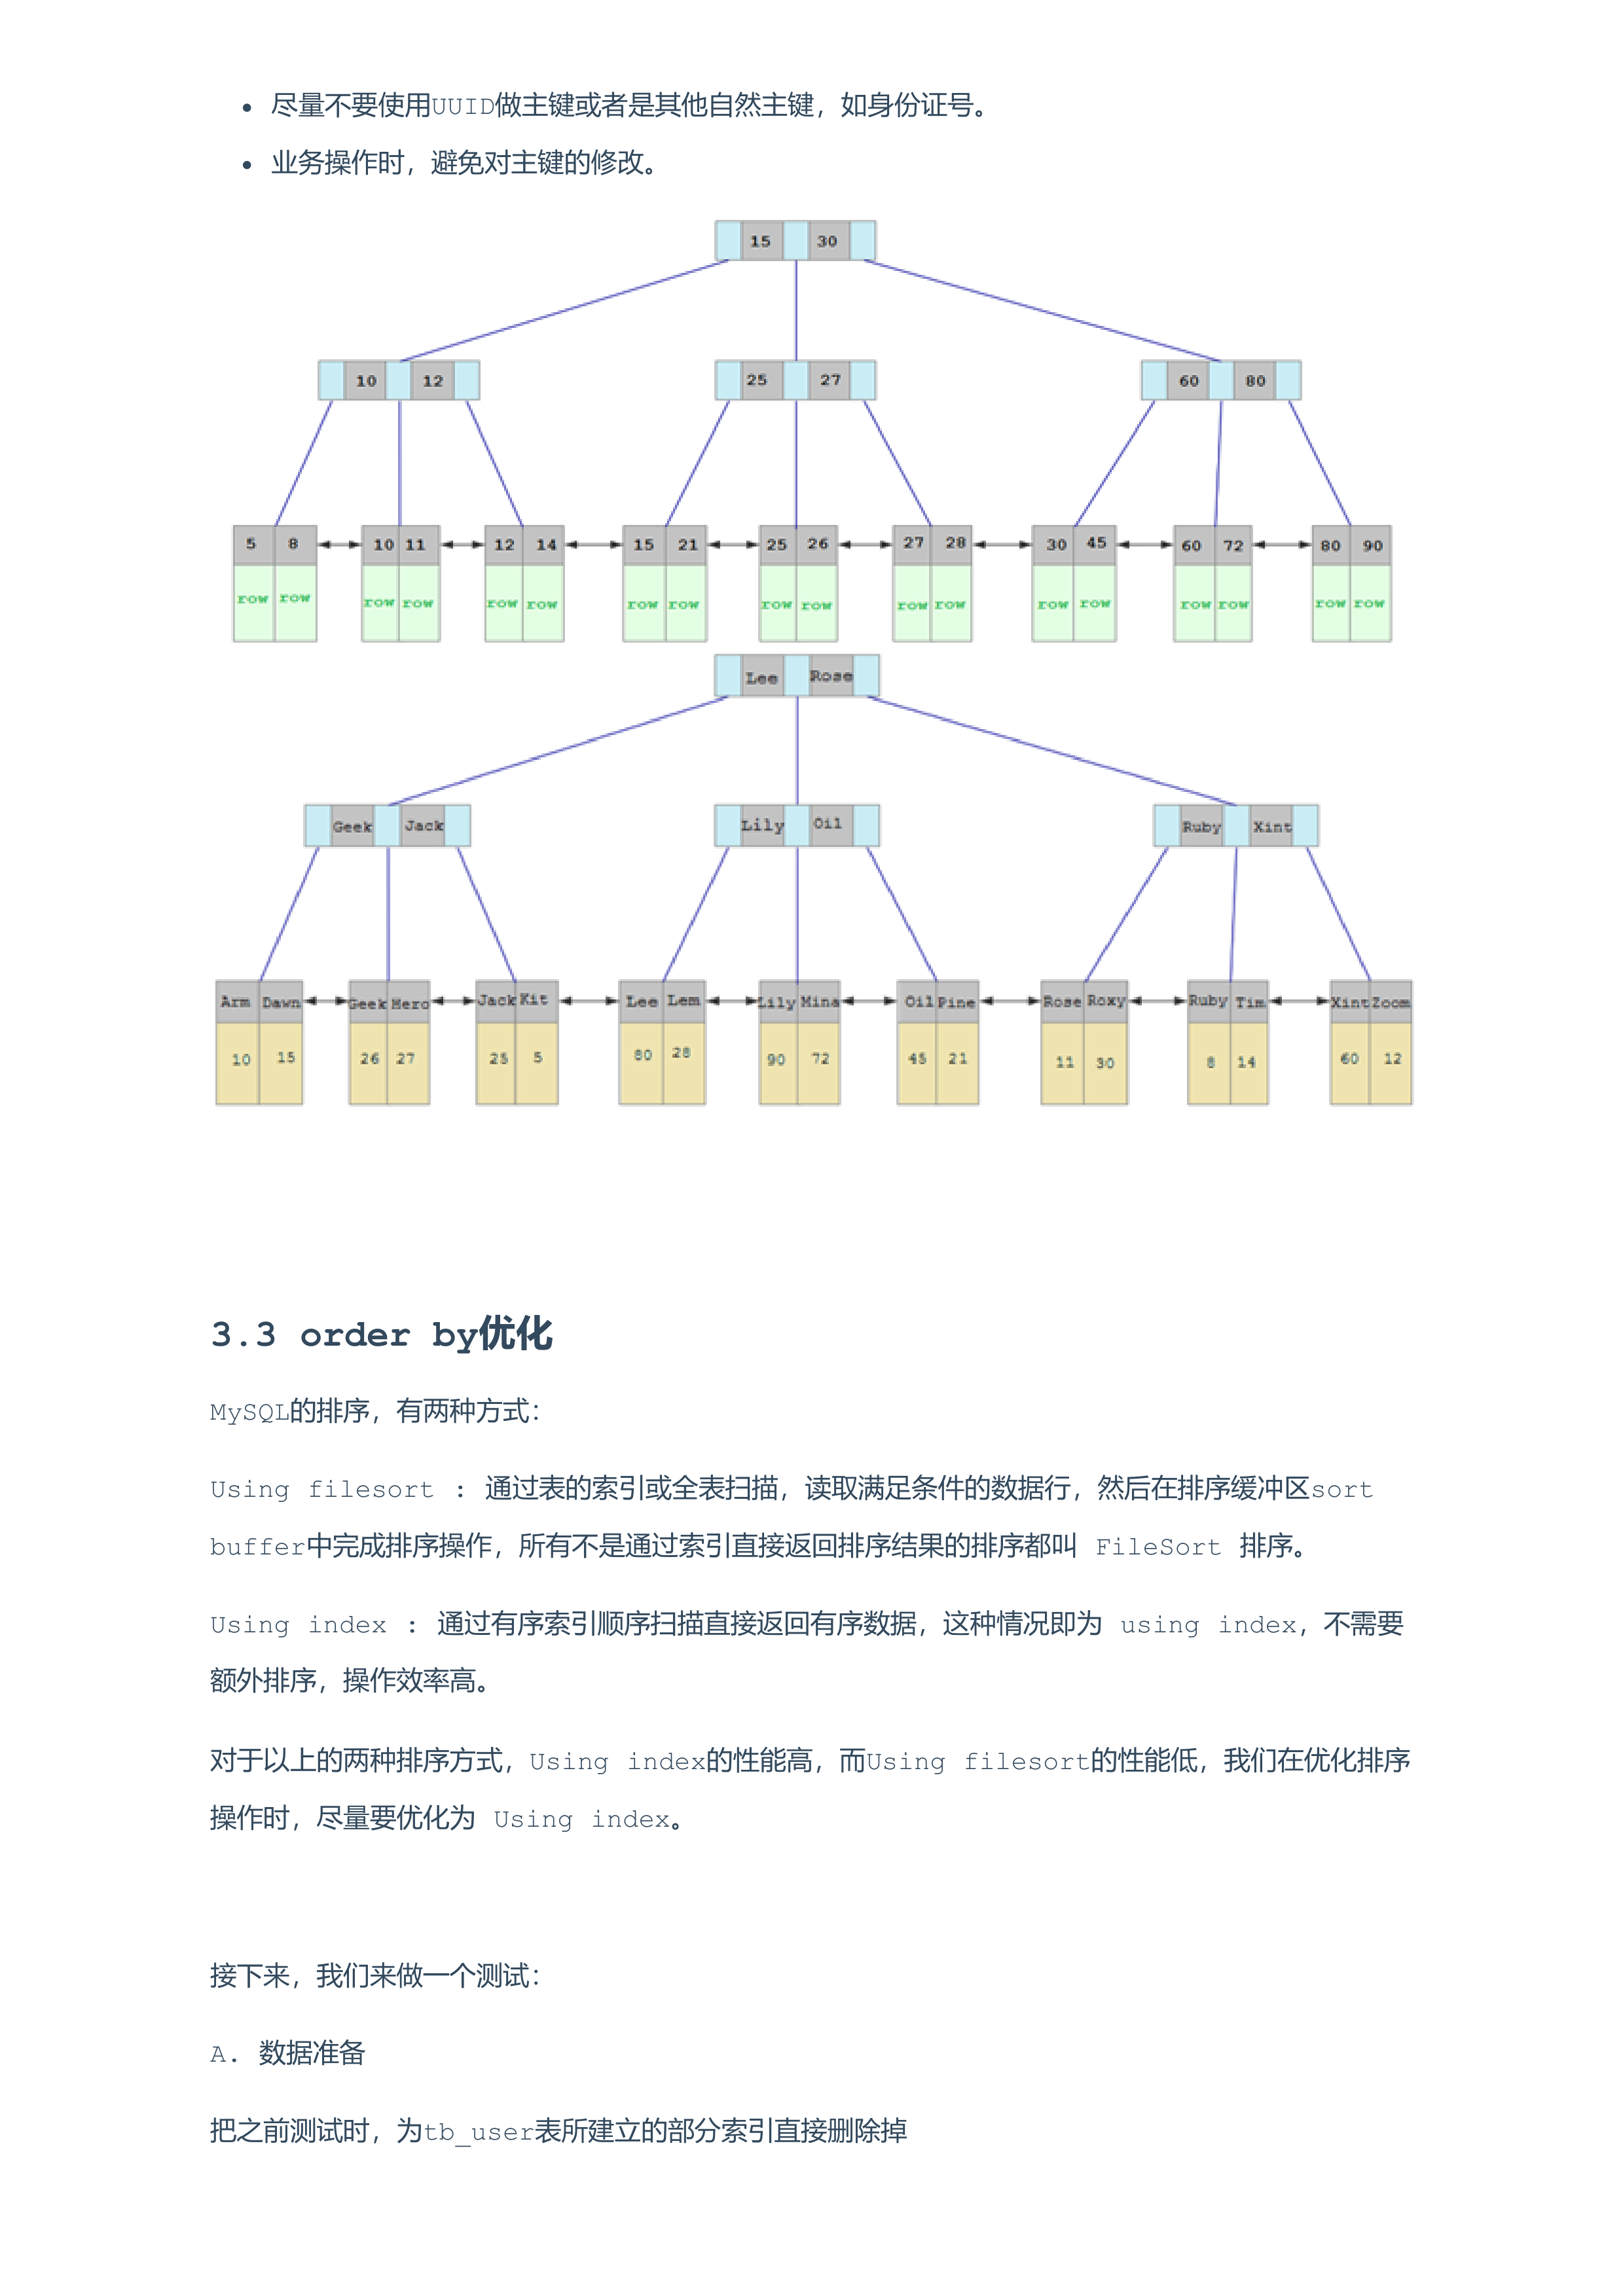 尽量不要使用UUID做主键或者是其他自然主键，如身份证号。
业务操作时，避免对主键的修改。
15 30
10 12 25 27 60 80
5 8 10 11 12 14 15 21 25 26 27 28 30 45 60 72 80 90
row row row row row row row row row row row row row row row row row row
Lee Rose
Geek Jack Lily Oil Ruby Xint
Arm Dawn Geek Hero Jack Kit Lee Lem Lily Mina Oil Pine Rose Roxy Ruby Tim Xint Zoom
10 15 26 27 25 5 80 28 90 72 45 21 11 30 8 14 60 12
3.3 order by优化
MySQL的排序，有两种方式：
Using filesort : 通过表的索引或全表扫描，读取满足条件的数据行，然后在排序缓冲区sort
buffer中完成排序操作，所有不是通过索引直接返回排序结果的排序都叫 FileSort 排序。
Using index : 通过有序索引顺序扫描直接返回有序数据，这种情况即为 using index，不需要
额外排序，操作效率高。
对于以上的两种排序方式，Using index的性能高，而Using filesort的性能低，我们在优化排序
操作时，尽量要优化为 Using index。
接下来，我们来做一个测试：
A. 数据准备
把之前测试时，为tb_user表所建立的部分索引直接删除掉